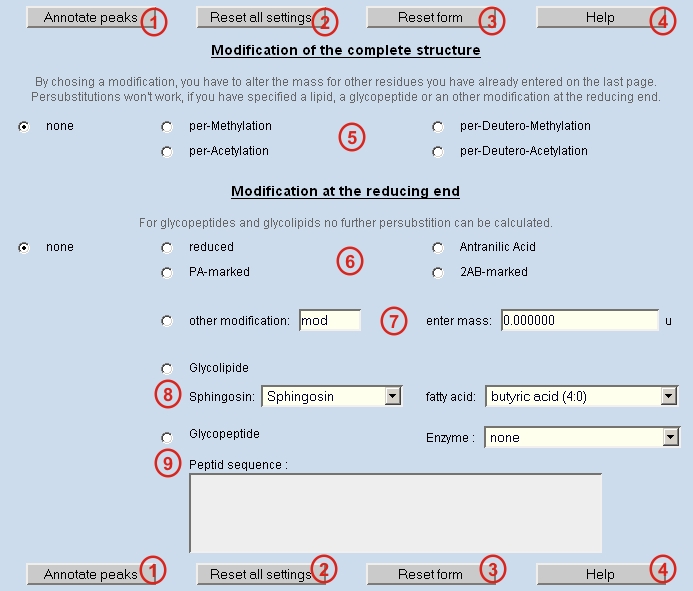 Annotate peaks 1 Reset all settings 2 Reset form 3 Help 4
Modification of the complete structure
By chosing a modification, you have to alter the mass for other residues you have already entered on the last page.
Persubstitutions won't work, if you have specified a lipid, a glycopeptide or an other modification at the reducing end.
none per-Methylation per-Deutero-Methylation
5
per-Acetylation per-Deutero-Acetylation
Modification at the reducing end
For glycopeptides and glycolipids no further persubstition can be calculated.
none reduced Antranilic Acid
6
PA-marked 2AB-marked
other modification: mod 7 enter mass: 0.000000 u
Glycolipide
8 Sphingosin: Sphingosin fatty acid: butyric acid (4:0)
Glycopeptide Enzyme : none
9 Peptid sequence :
Annotate peaks 1 Reset all settings 2 Reset form 3 Help 4